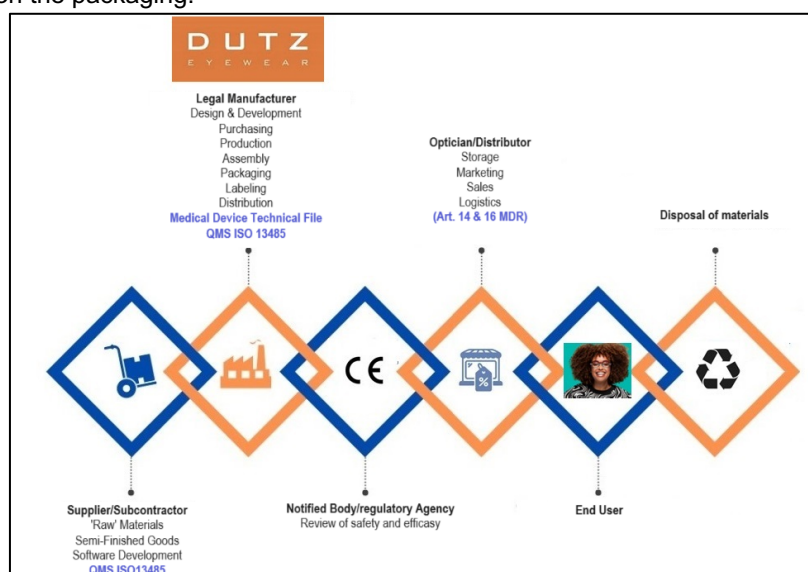 on the packaging.
DUTZ
EYEWEAR
Legal Manufacturer
Design & Development
Purchasing
Production
Assembly
Packaging
Labeling
Distribution
Medical Device Technical File
QMS ISO 13485
Optician/Distributor
Storage
Marketing
Sales
Logistics
(Art. 14 & 16 MDR)
Disposal of materials
CE
%
Supplier/Subcontractor
'Raw' Materials
Semi-Finished Goods
Software Development
QMS ISO13485
Notified Body/regulatory Agency
Review of safety and efficasy
End User